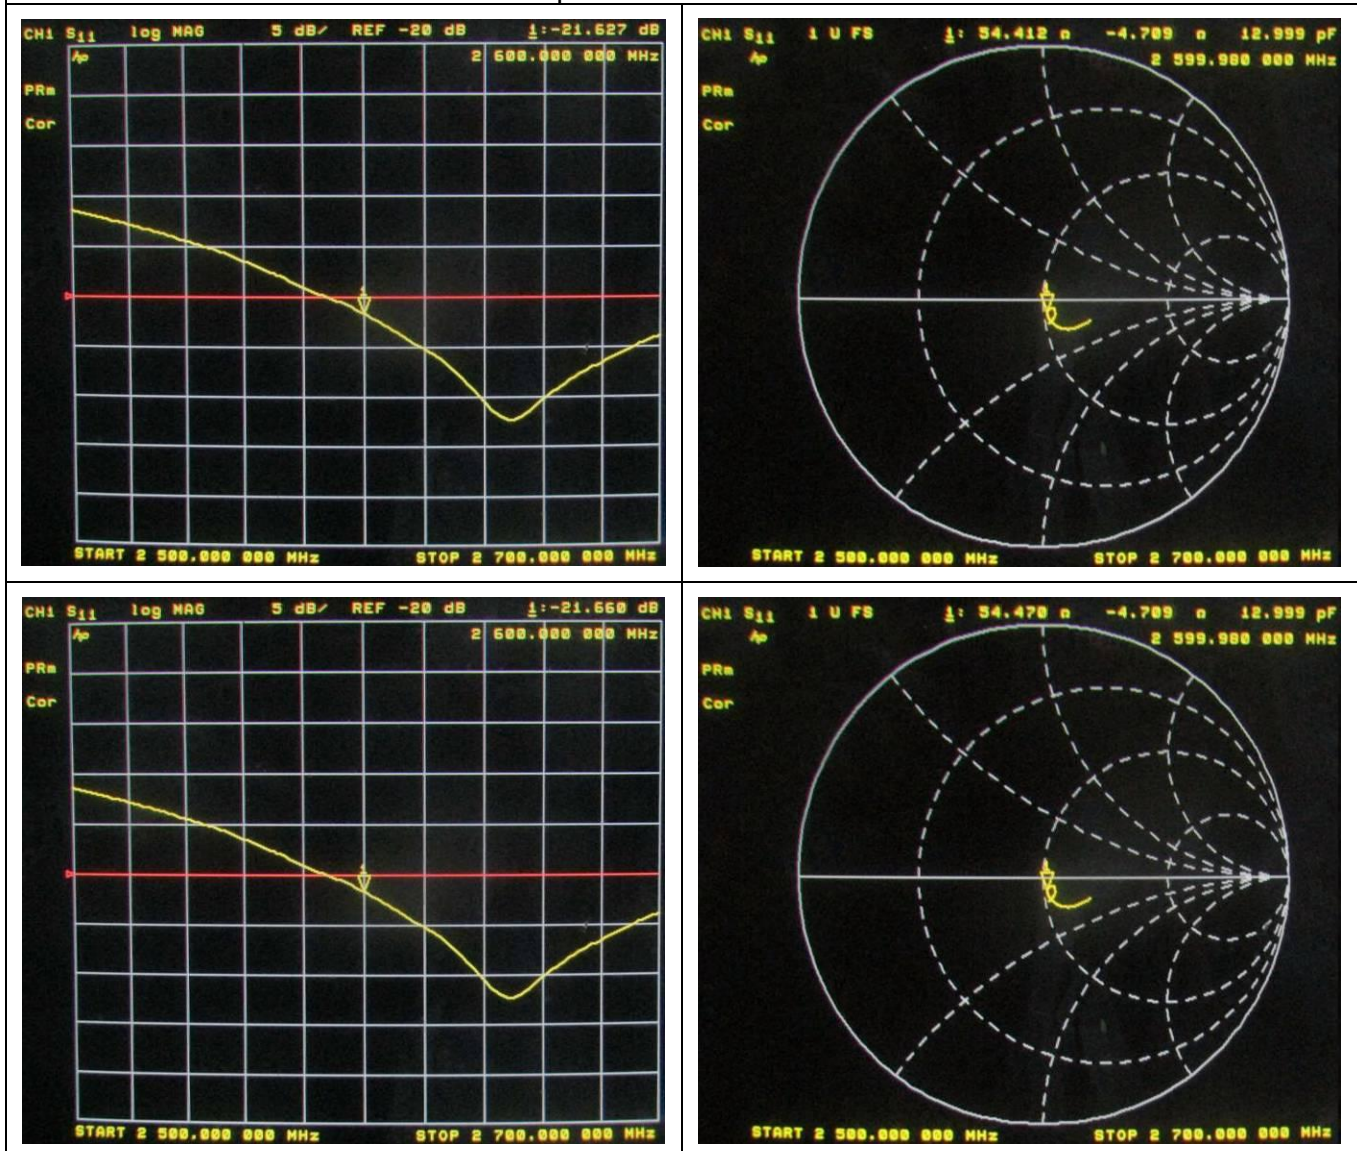 CH1 S11 log MAG 5 dB/ REF -20 dB 1:-21.627 dB
2 600.000 000 MHz
PRm
Cor
START 2 500.000 000 MHz STOP 2 700.000 000 MHz
CH1 S11 1 U FS 1: 54.412 Ω -4.709 Ω 12.999 pF
2 599.980 000 MHz
PRm
Cor
START 2 500.000 000 MHz STOP 2 700.000 000 MHz
CH1 S11 log MAG 5 dB/ REF -20 dB 1:-21.660 dB
2 600.000 000 MHz
PRm
Cor
START 2 500.000 000 MHz STOP 2 700.000 000 MHz
CH1 S11 1 U FS 1: 54.470 Ω -4.709 Ω 12.999 pF
2 599.980 000 MHz
PRm
Cor
START 2 500.000 000 MHz STOP 2 700.000 000 MHz